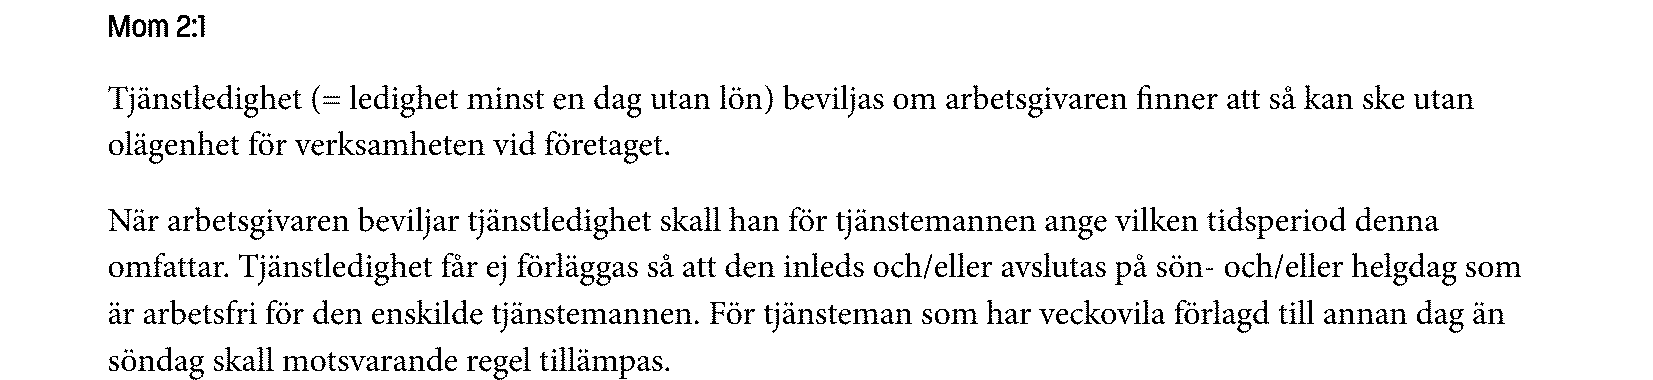 Mom 2:1
Tjänstledighet (= ledighet minst en dag utan lön) beviljas om arbetsgivaren finner att så kan ske utan
olägenhet för verksamheten vid företaget.
När arbetsgivaren beviljar tjänstledighet skall han för tjänstemannen ange vilken tidsperiod denna
omfattar. Tjänstledighet får ej förläggas så att den inleds och/eller avslutas på sön- och/eller helgdag som
är arbetsfri för den enskilde tjänstemannen. För tjänsteman som har veckovila förlagd till annan dag än
söndag skall motsvarande regel tillämpas.